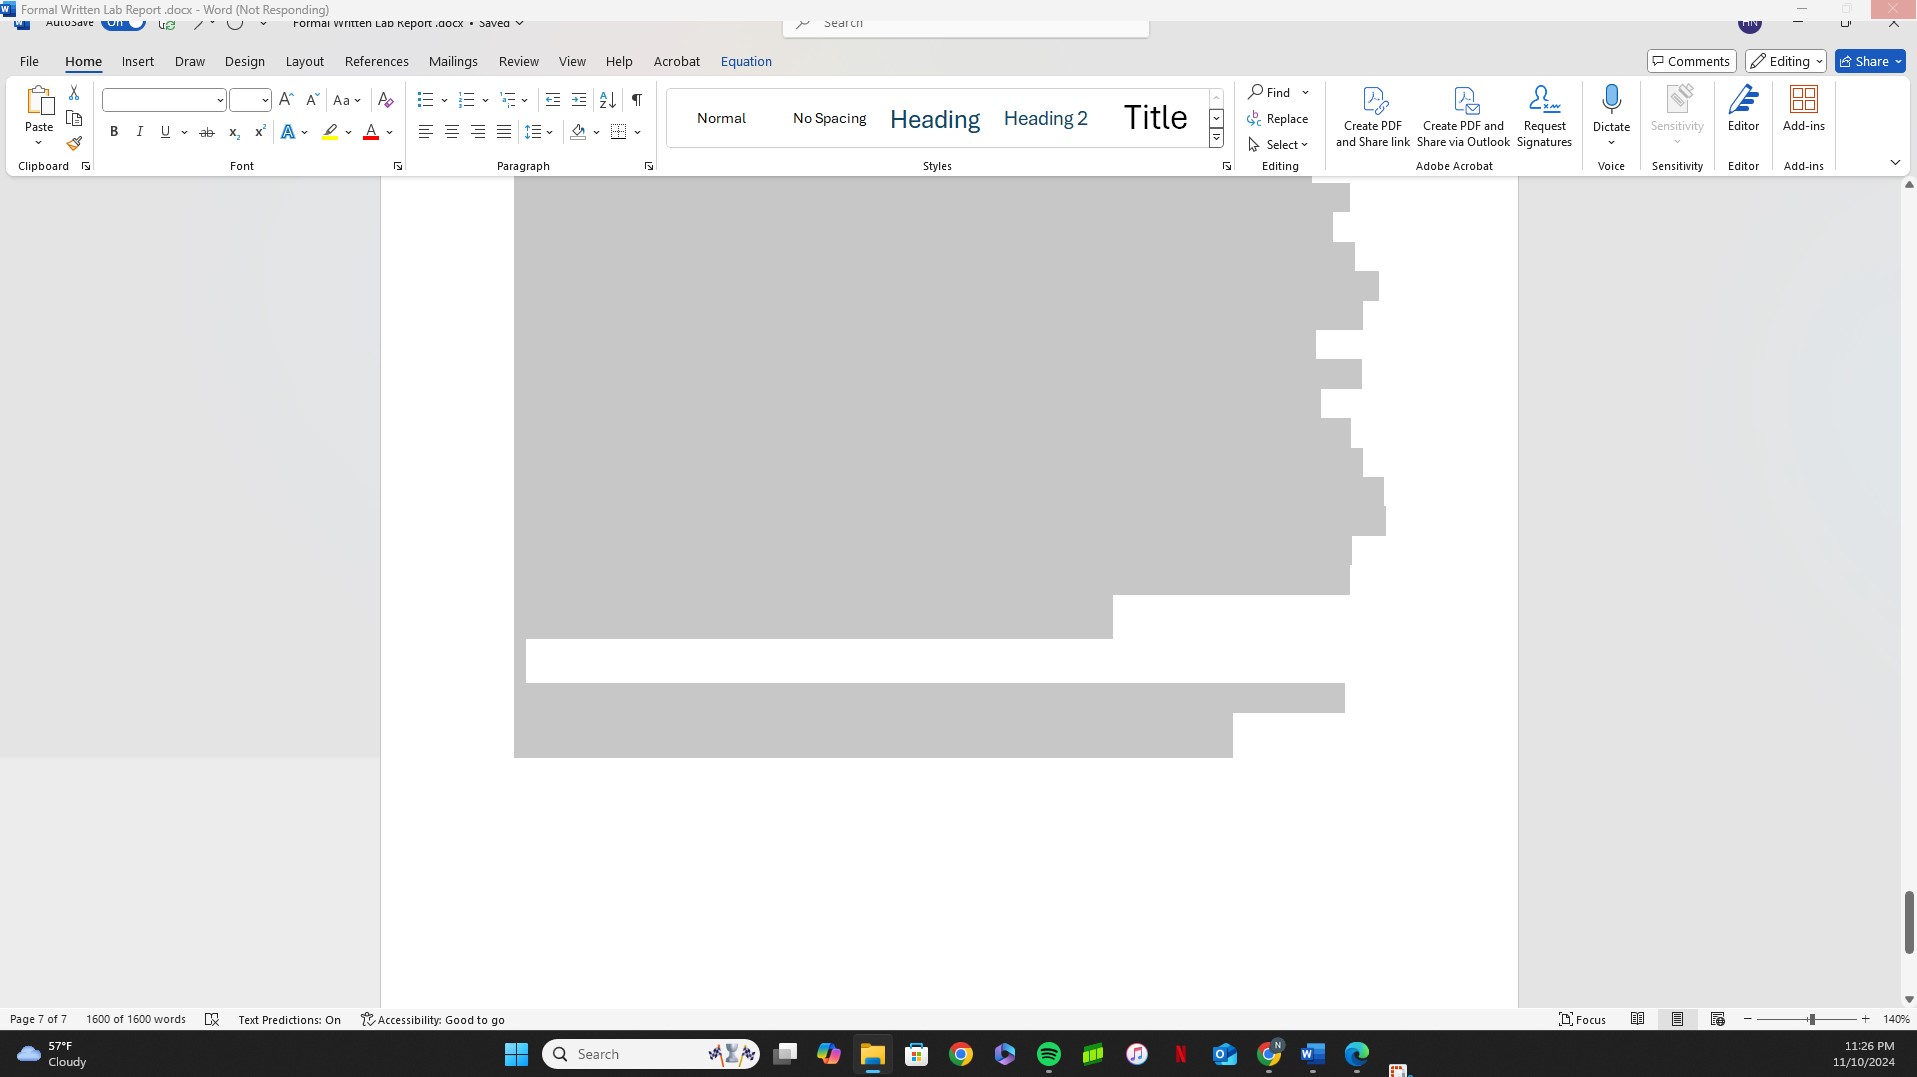 Formal Written Lab Report .docx - Word (Not Responding)
AutoSave On Formal Written Lab Report .docx • Saved Search HN
File Home Insert Draw Design Layout References Mailings Review View Help Acrobat Equation Comments Editing Share
Paste Aa Normal No Spacing Heading Heading 2 Title Find Replace Select Create PDF and Share link Create PDF and Share via Outlook Request Signatures Dictate Sensitivity Editor Add-ins
Clipboard Font Paragraph Styles Editing Adobe Acrobat Voice Sensitivity Editor Add-ins
Page 7 of 7 1600 of 1600 words Text Predictions: On Accessibility: Good to go Focus 140%
57°F
Cloudy
Search
11:26 PM
11/10/2024